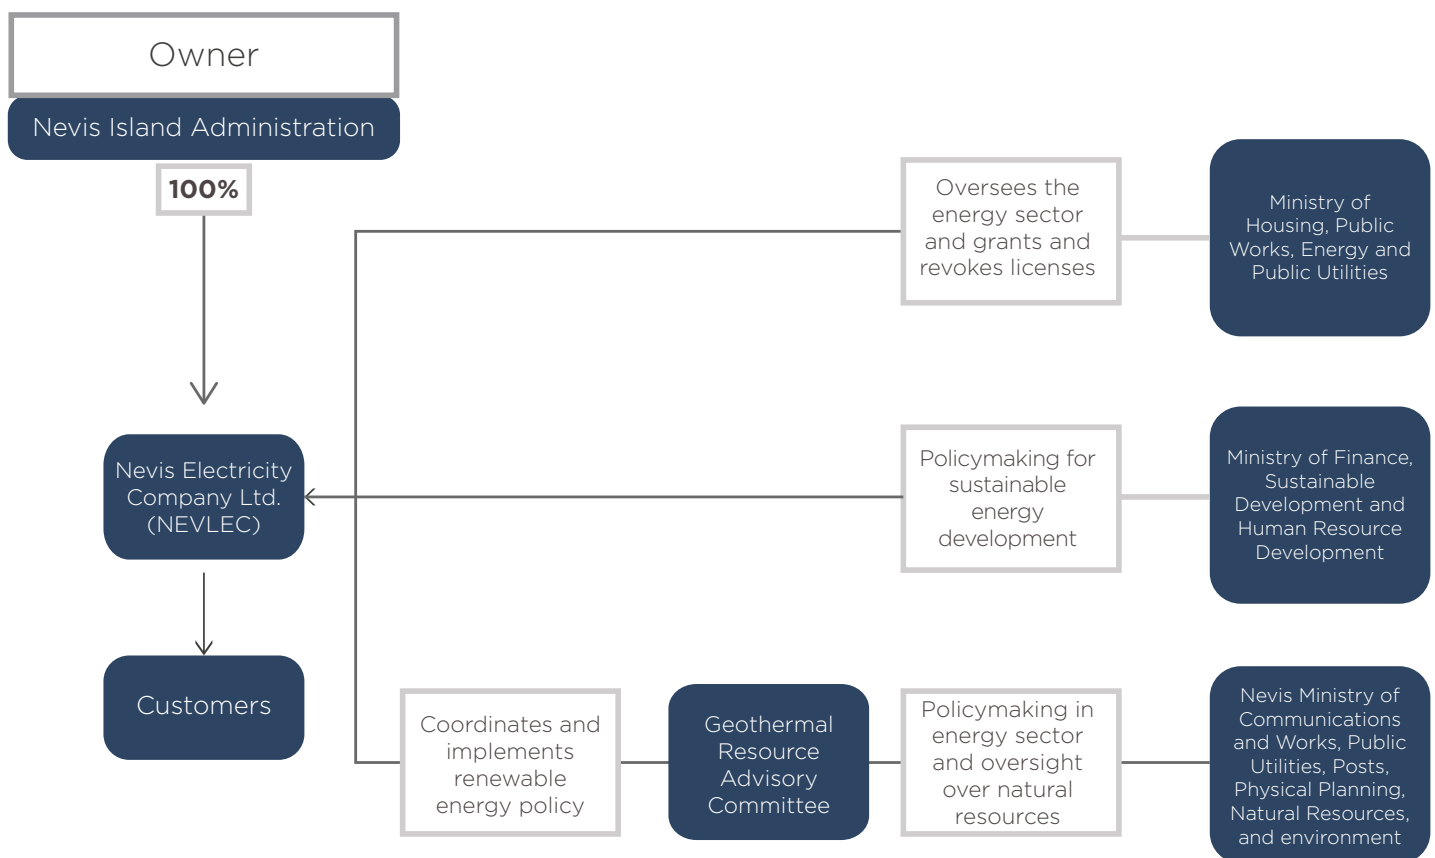 Owner
Nevis Island Administration
100%
Oversees the
energy sector
and grants and
revokes licenses
Ministry of
Housing, Public
Works, Energy and
Public Utilities
Nevis Electricity
Company Ltd.
(NEVLEC)
Policymaking for
sustainable
energy
development
Ministry of Finance,
Sustainable
Development and
Human Resource
Development
Customers
Coordinates and
implements
renewable
energy policy
Geothermal
Resource
Advisory
Committee
Policymaking in
energy sector
and oversight
over natural
resources
Nevis Ministry of
Communications
and Works, Public
Utilities, Posts,
Physical Planning,
Natural Resources,
and environment